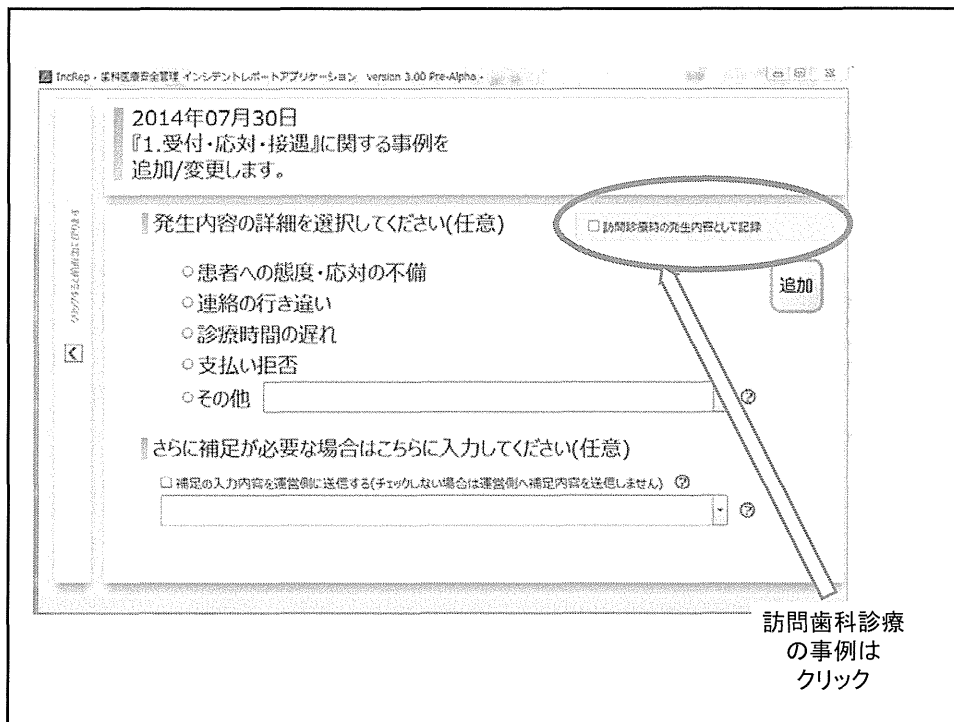 IncRep - 歯科医療安全管理 インシデントレポートアプリケーション version 3.00 Pre-Alpha -
2014年07月30日
『1.受付・応対・接遇』に関する事例を
追加/変更します。
発生内容の詳細を選択してください(任意)
訪問診療時の発生内容として記録
患者への態度・応対の不備
追加
連絡の行き違い
診療時間の遅れ
支払い拒否
その他
さらに補足が必要な場合はこちらに入力してください(任意)
補足の入力内容を運営側に送信する(チェックしない場合は運営側へ補足内容を送信しません)
訪問歯科診療
の事例は
クリック